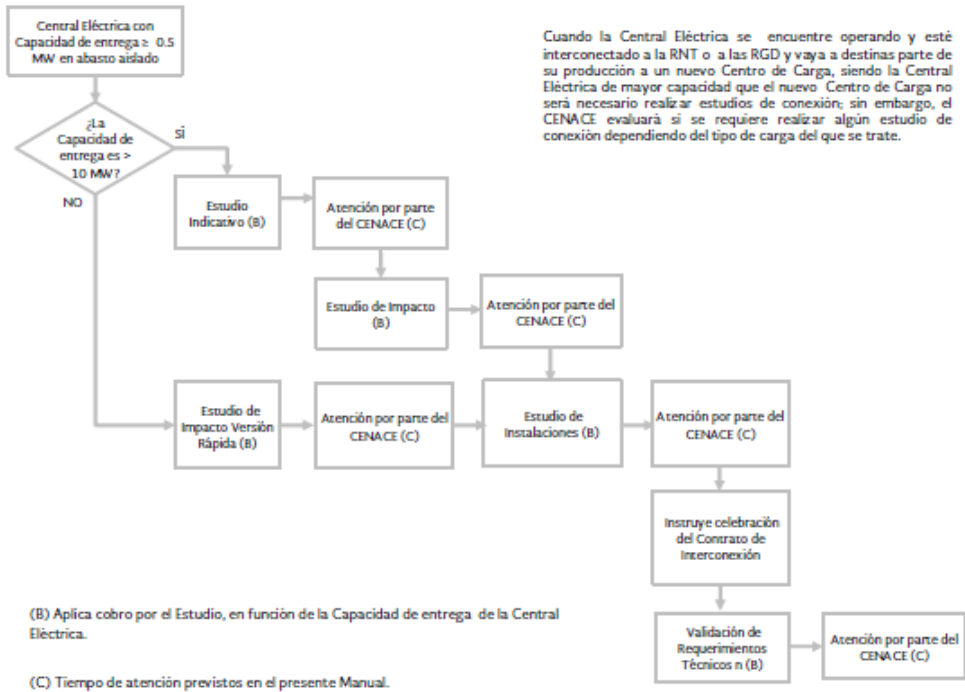 Central Eléctrica con
Capacidad de entrega ≥ 0.5
MW en abasto aislado
Cuando la Central Eléctrica se encuentre operando y esté
interconectado a la RNT o a las RGD y vaya a destinas parte de
su producción a un nuevo Centro de Carga, siendo la Central
Eléctrica de mayor capacidad que el nuevo Centro de Carga no
será necesario realizar estudios de conexión; sin embargo, el
CENACE evaluará si se requiere realizar algún estudio de
conexión dependiendo del tipo de carga del que se trate.
¿La
Capacidad de
entrega es >
10 MW?
SÍ
NO
Estudio
Indicativo (B)
Atención por parte
del CENACE (C)
Estudio de Impacto
(B)
Atención por parte del
CENACE (C)
Estudio de
Impacto Versión
Rápida (B)
Atención por parte del
CENACE (C)
Estudio de
Instalaciones (B)
Atención por parte del
CENACE (C)
Instruye celebración
del Contrato de
Interconexión
Validación de
Requerimientos
Técnicos n (B)
Atención por parte del
CENACE (C)
(B) Aplica cobro por el Estudio, en función de la Capacidad de entrega de la Central
Eléctrica.
(C) Tiempo de atención previstos en el presente Manual.